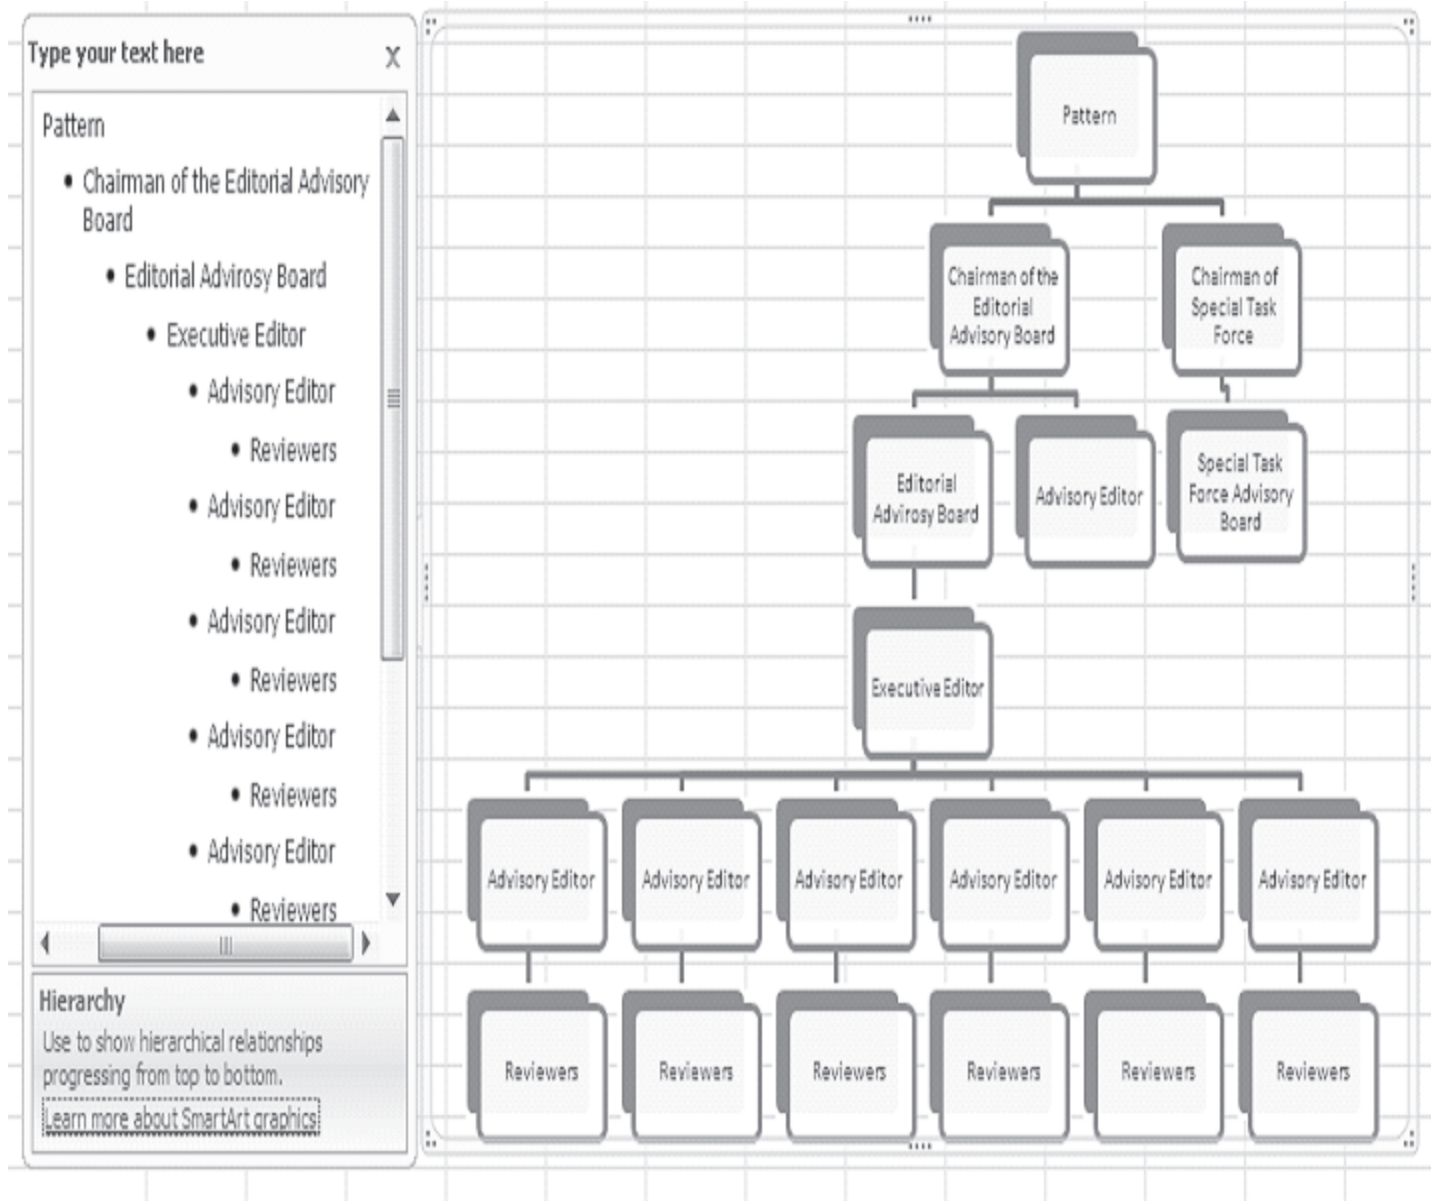 Type your text here
X
Pattern
• Chairman of the Editorial Advisory
Board
• Editorial Advirosy Board
• Executive Editor
• Advisory Editor
• Reviewers
• Advisory Editor
• Reviewers
• Advisory Editor
• Reviewers
• Advisory Editor
• Reviewers
• Advisory Editor
• Reviewers
Hierarchy
Use to show hierarchical relationships
progressing from top to bottom.
Learn more about SmartArt graphics
Pattern
Chairman of the
Editorial
Advisory Board
Chairman of
Special Task
Force
Editorial
Advirosy Board
Advisory Editor
Special Task
Force Advisory
Board
Executive Editor
Advisory Editor
Advisory Editor
Advisory Editor
Advisory Editor
Advisory Editor
Advisory Editor
Reviewers
Reviewers
Reviewers
Reviewers
Reviewers
Reviewers